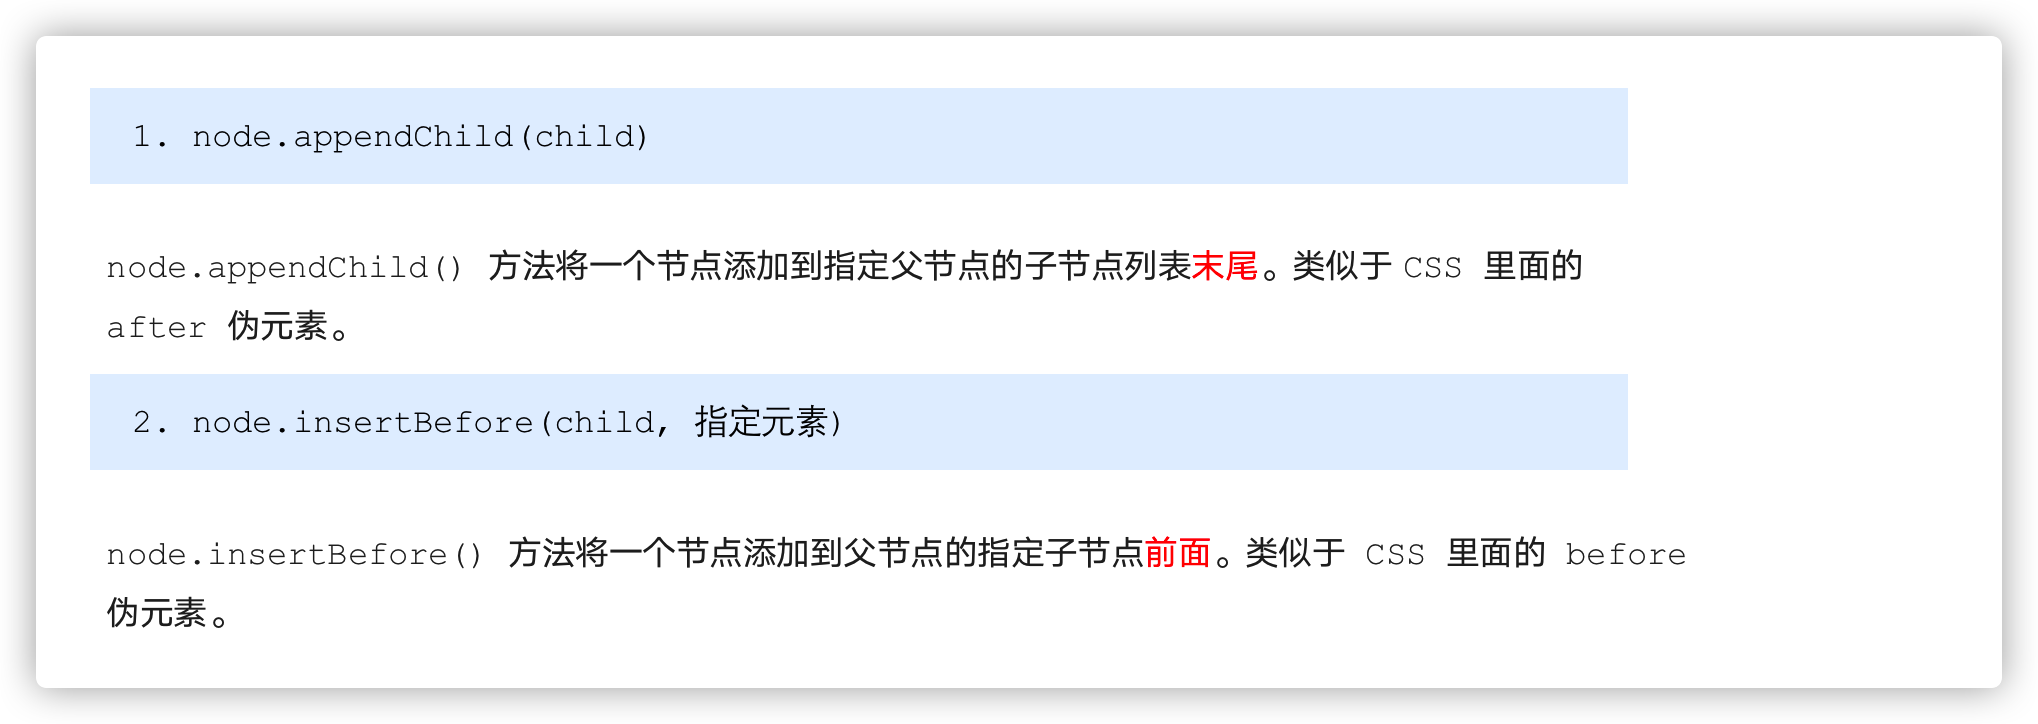 1. node.appendChild(child)
node.appendChild() 方法将一个节点添加到指定父节点的子节点列表末尾。类似于 CSS 里面的
after 伪元素。
2. node.insertBefore(child, 指定元素)
node.insertBefore() 方法将一个节点添加到父节点的指定子节点前面。类似于 CSS 里面的 before
伪元素。